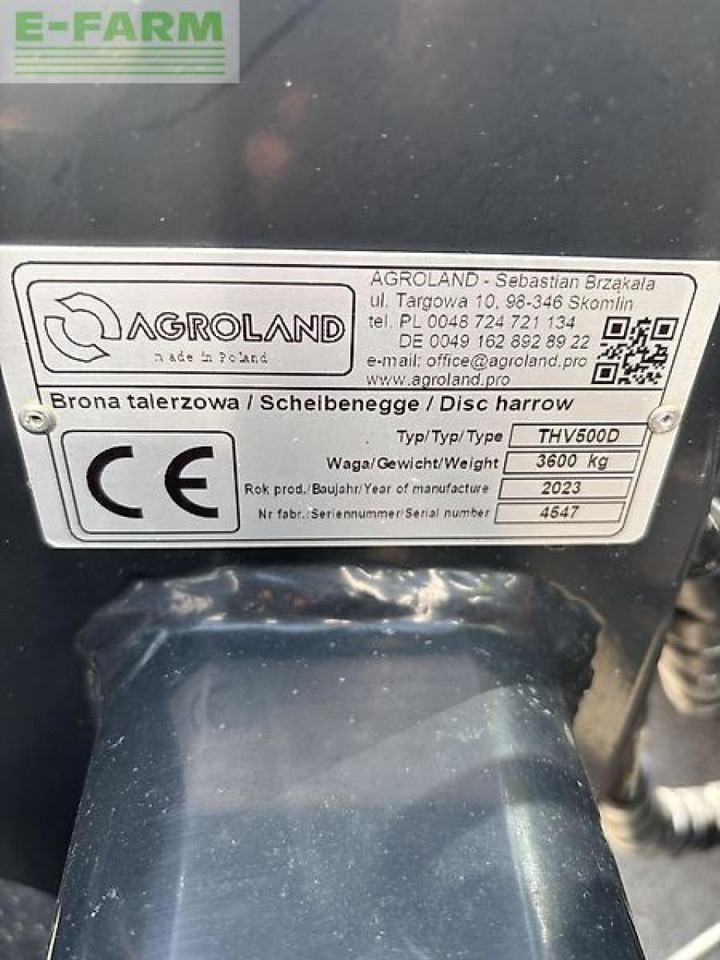 E-FARM
AGROLAND
made in Poland
AGROLAND - Sebastian Brząkała
ul. Targowa 10, 98-346 Skomlin
tel. PL 0048 724 721 134
DE 0049 162 892 89 22
e-mail: office@agroland.pro
www.agroland.pro
Brona talerzowa / Scheibenegge / Disc harrow
CE
Typ/Typ/Type THV500D
Waga/Gewicht/Weight 3600 kg
Rok prod./Baujahr/Year of manufacture 2023
Nr fabr./Seriennummer/Serial number 4547